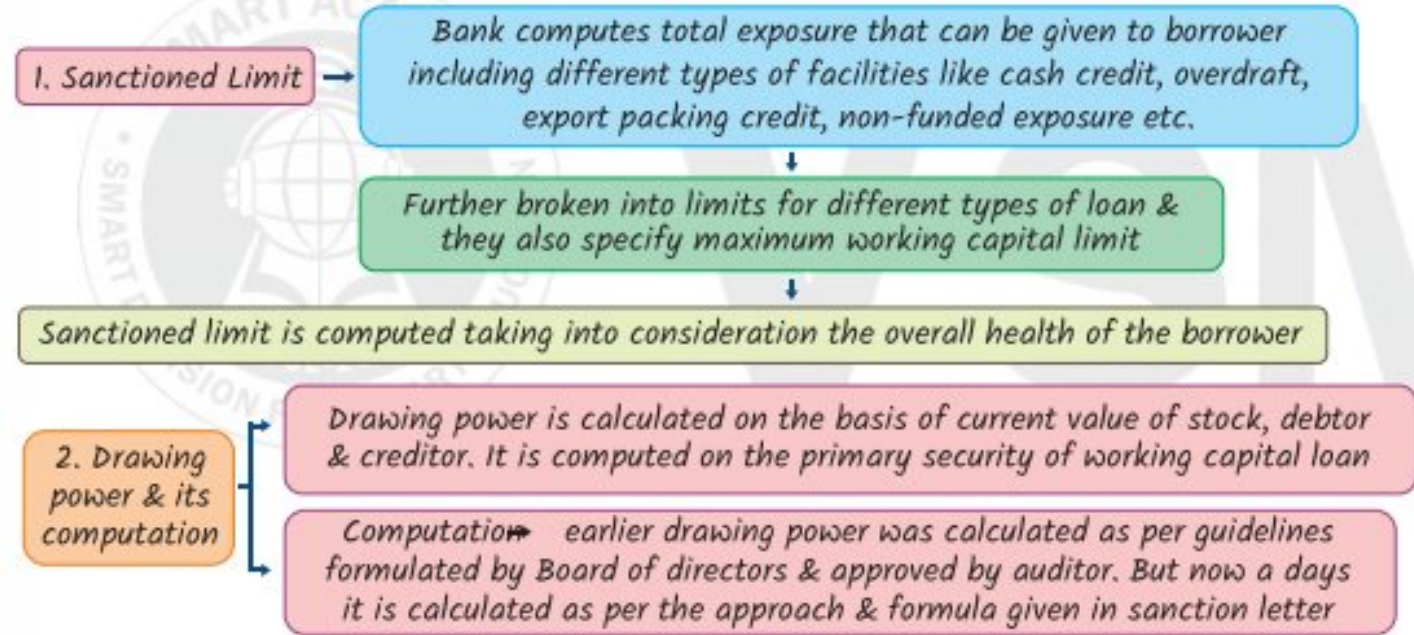 1. Sanctioned Limit
Bank computes total exposure that can be given to borrower
including different types of facilities like cash credit, overdraft,
export packing credit, non-funded exposure etc.
Further broken into limits for different types of loan &
they also specify maximum working capital limit
Sanctioned limit is computed taking into consideration the overall health of the borrower
2. Drawing
power & its
computation
Drawing power is calculated on the basis of current value of stock, debtor
& creditor. It is computed on the primary security of working capital loan
Computation earlier drawing power was calculated as per guidelines
formulated by Board of directors & approved by auditor. But now a days
it is calculated as per the approach & formula given in sanction letter